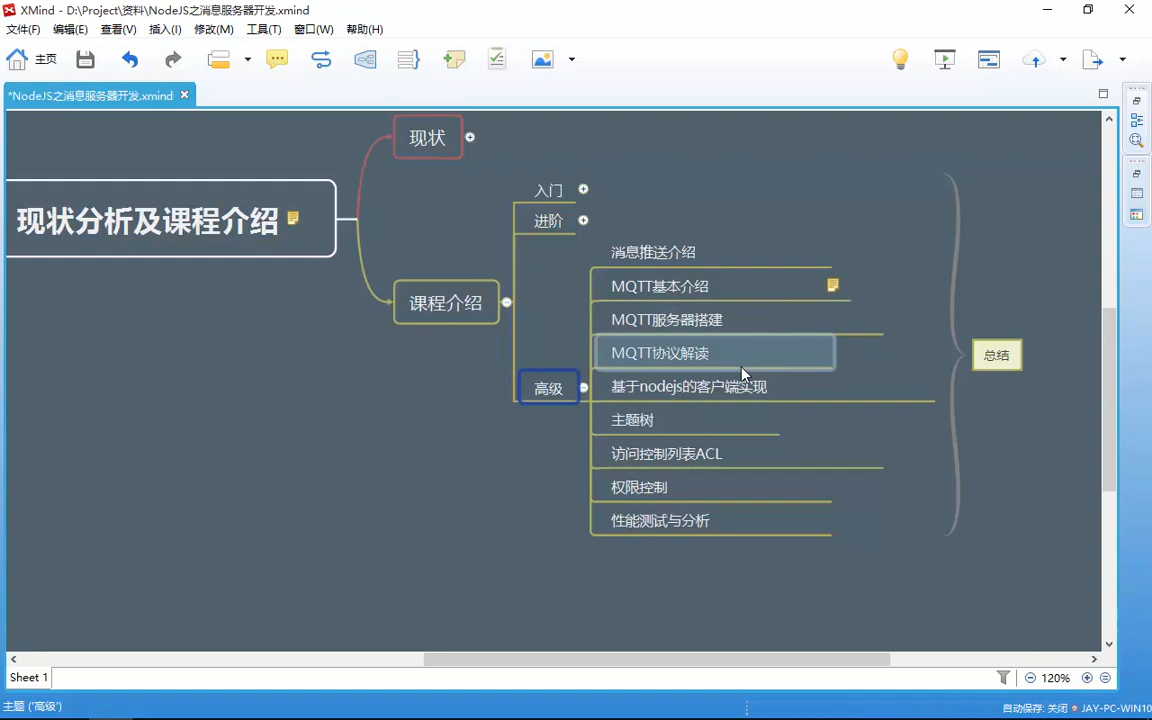 XMind - D:\Project\资料\NodeJS之消息服务器开发.xmind
文件(F) 编辑(E) 查看(V) 插入(I) 修改(M) 工具(T) 窗口(W) 帮助(H)
主页
*NodeJS之消息服务器开发.xmind
现状
入门
进阶
现状分析及课程介绍
消息推送介绍
MQTT基本介绍
课程介绍
MQTT服务器搭建
MQTT协议解读
总结
高级
基于nodejs的客户端实现
主题树
访问控制列表ACL
权限控制
性能测试与分析
Sheet 1
120%
主题 ('高级')
自动保存: 关闭
JAY-PC-WIN10